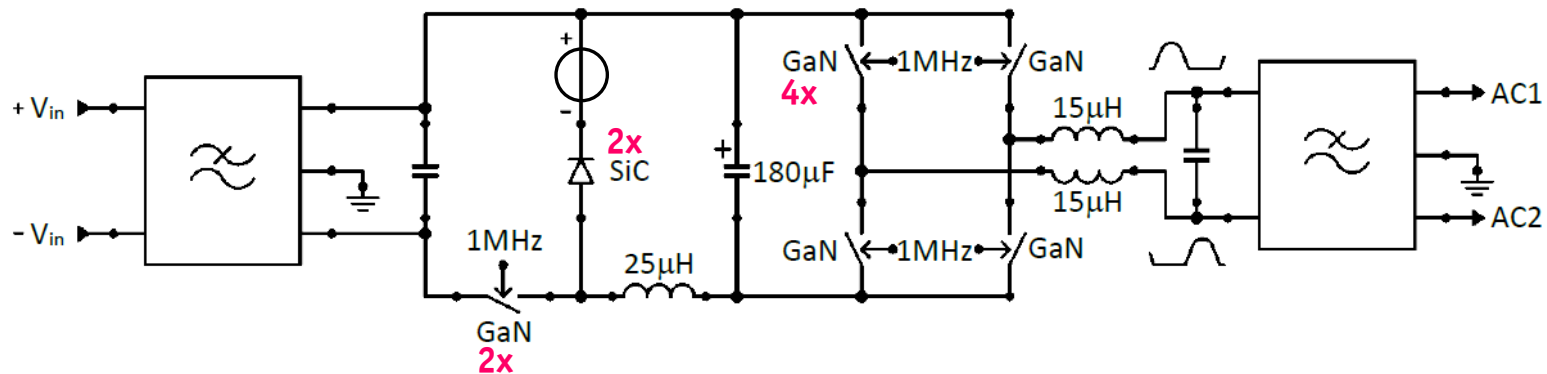 + Vin
- Vin
1MHz
GaN
2x
+
-
2x
SiC
25μH
+
180μF
GaN
4x
1MHz
GaN
GaN
1MHz
GaN
15μH
15μH
AC1
AC2